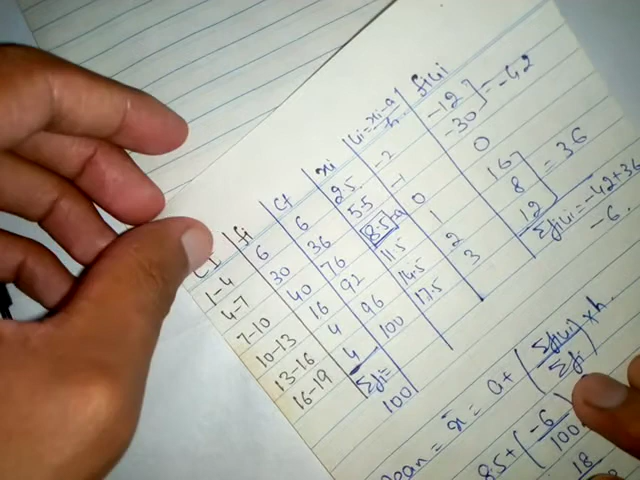 CI fi Cf xi ui=xi-a/h fiui
1-4 6 6 2.5 -2 -12
4-7 30 36 5.5 -1 -30 ]=-42
7-10 40 76 8.5=a 0 0
10-13 16 92 11.5 1 16
13-16 4 96 14.5 2 8 ]=36
16-19 4 100 17.5 3 12
Σfi=100 Σfiui=-42+36
-6.
x̄ = a+(Σfiui/Σfi)×h.
8.5+(-6/100
18